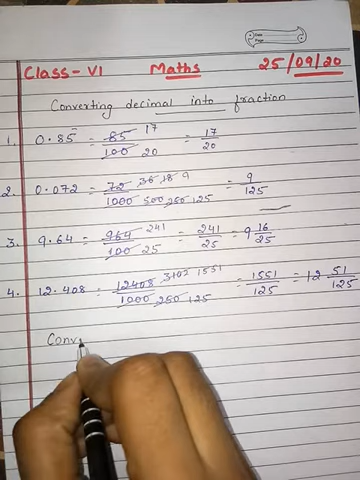 Date
Page
Class-VI Maths 25/09/20
Converting decimal into fraction
1. 0.85 = 85/100 17/20 = 17/20
2. 0.072 = 72/1000 36/500 18/250 9/125 = 9/125
3. 9.64 = 964/100 241/25 = 241/25 = 9 16/25
4. 12.408 = 12408/1000 3102/250 1551/125 = 1551/125 = 12 51/125
Conv